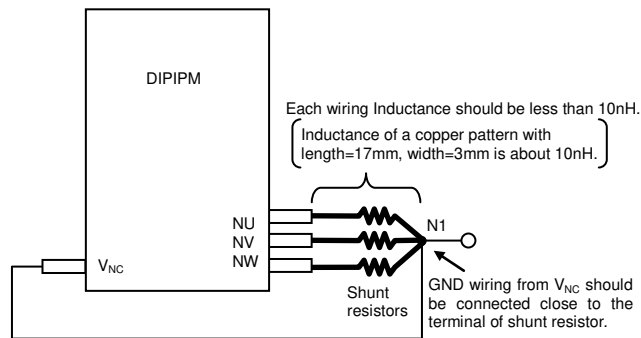 DIPIPM
Each wiring Inductance should be less than 10nH.
Inductance of a copper pattern with
length=17mm, width=3mm is about 10nH.
NU
NV
NW
N1
VNC
Shunt
resistors
GND wiring from VNC should
be connected close to the
terminal of shunt resistor.